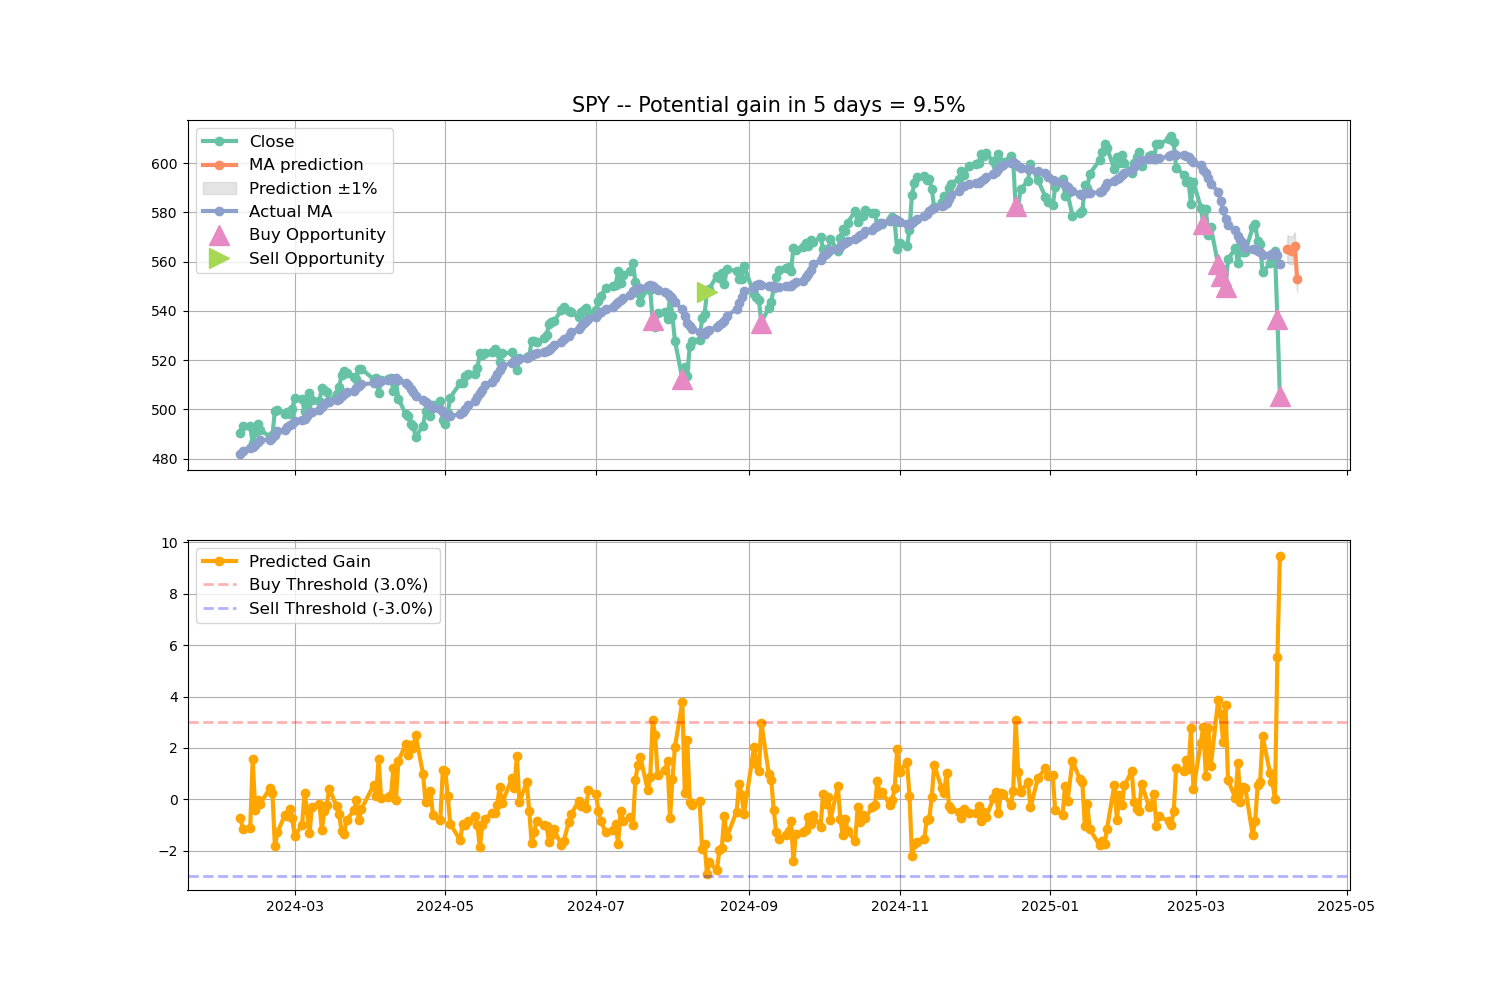 SPY -- Potential gain in 5 days = 9.5%
Close
MA prediction
Prediction ±1%
Actual MA
Buy Opportunity
Sell Opportunity
600
580
560
540
520
500
480
Predicted Gain
Buy Threshold (3.0%)
Sell Threshold (-3.0%)
10
8
6
4
2
0
−2
2024-03 2024-05 2024-07 2024-09 2024-11 2025-01 2025-03 2025-05